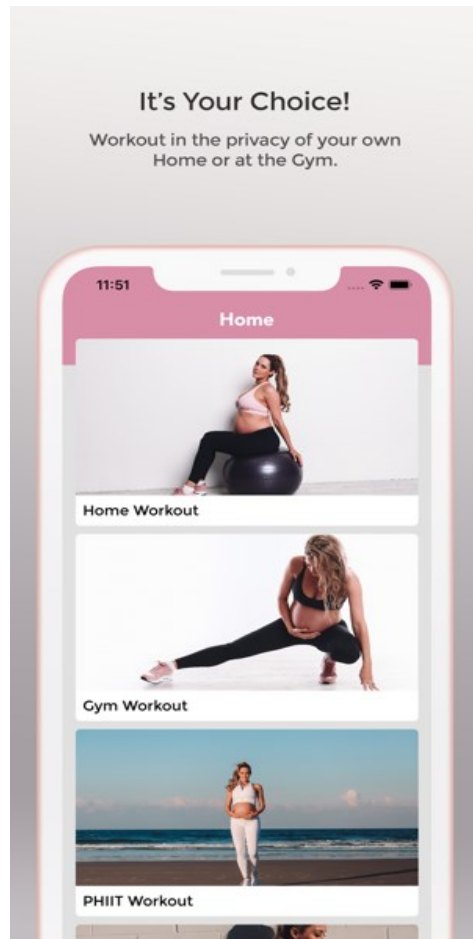 It's Your Choice!
Workout in the privacy of your own
Home or at the Gym.
11:51
Home
Home Workout
Gym Workout
PHIIT Workout